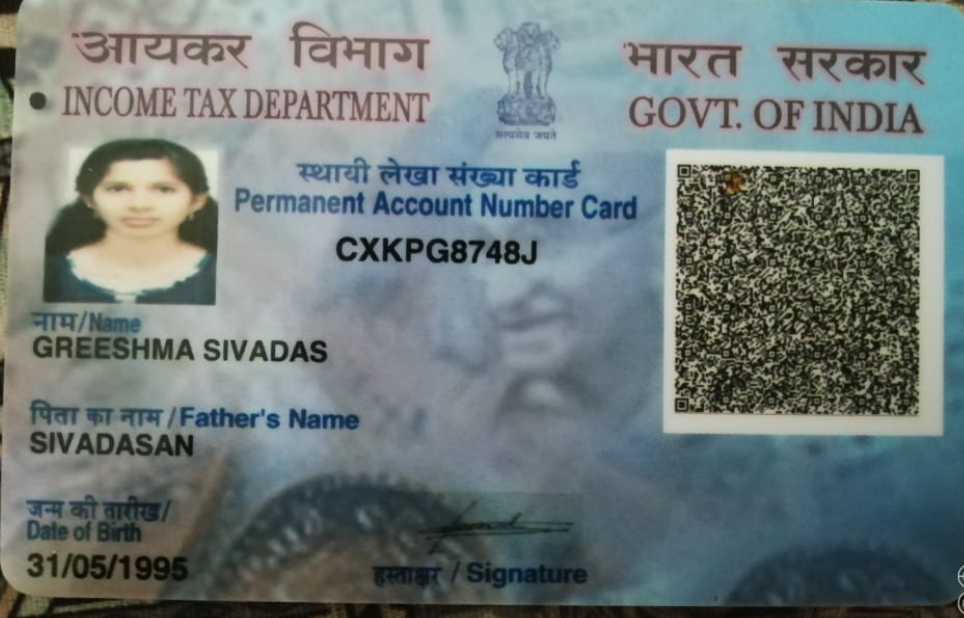 आयकर विभाग
INCOME TAX DEPARTMENT
सत्यमेव जयते
भारत सरकार
GOVT. OF INDIA
स्थायी लेखा संख्या कार्ड
Permanent Account Number Card
CXKPG8748J
नाम/Name
GREESHMA SIVADAS
पिता का नाम/Father's Name
SIVADASAN
जन्म की तारीख/
Date of Birth
31/05/1995
हस्ताक्षर/Signature